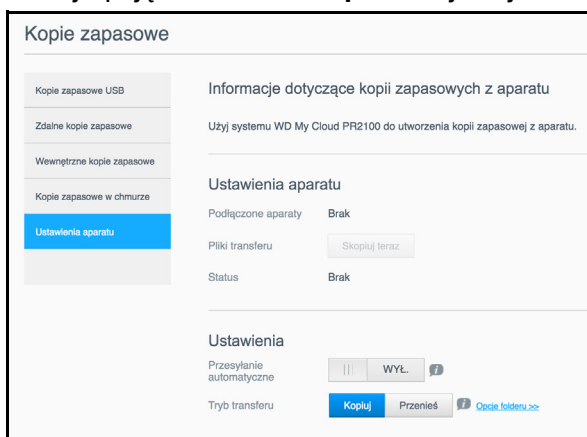 Kopie zapasowe
Kopie zapasowe USB
Zdalne kopie zapasowe
Wewnętrzne kopie zapasowe
Kopie zapasowe w chmurze
Ustawienia aparatu
Informacje dotyczące kopii zapasowych z aparatu
Użyj systemu WD My Cloud PR2100 do utworzenia kopii zapasowej z aparatu.
Ustawienia aparatu
Podłączone aparaty Brak
Pliki transferu Skopiuj teraz
Status Brak
Ustawienia
Przesyłanie
automatyczne WYŁ. i
Tryb transferu Kopiuj Przenieś i Opcje folderu >>